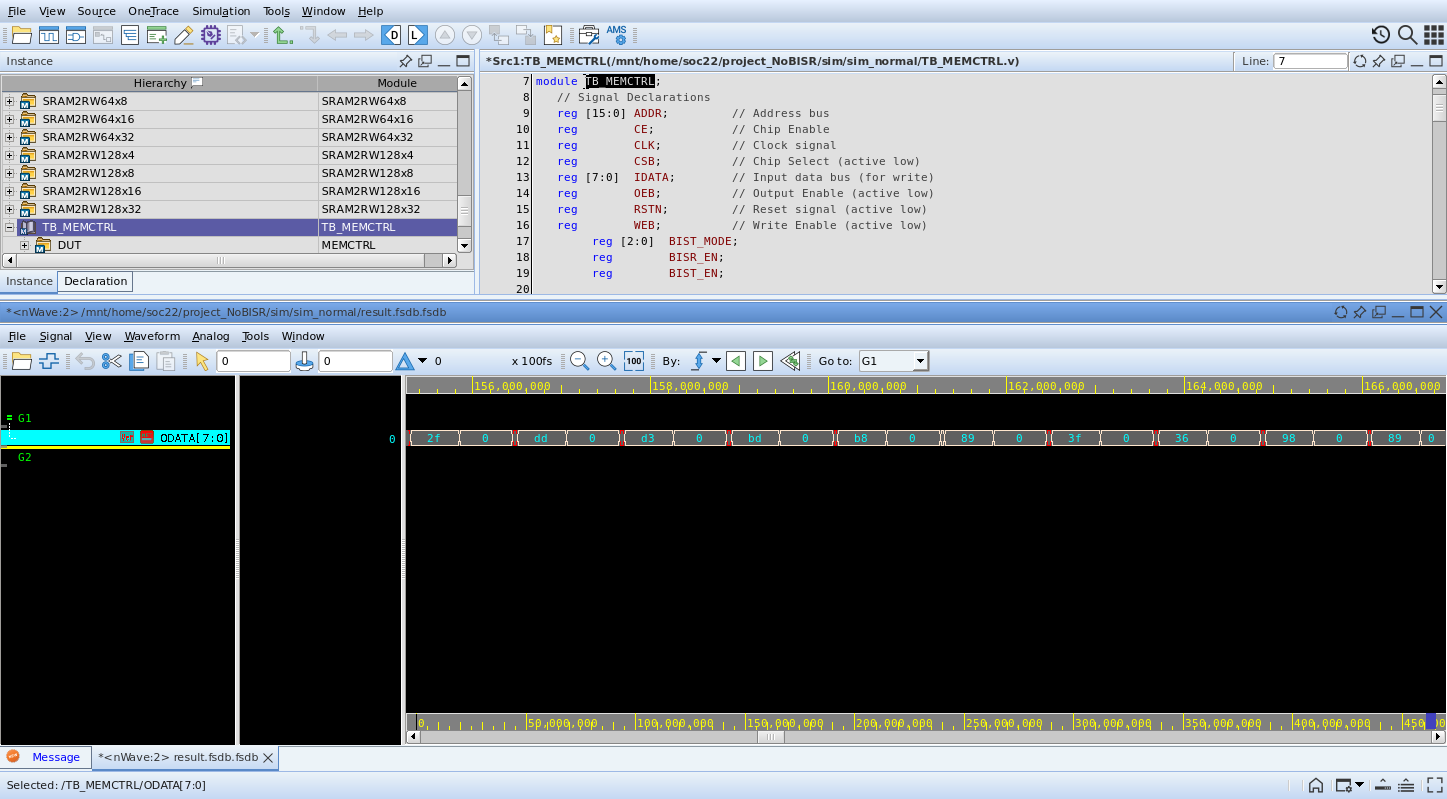 File View Source OneTrace Simulation Tools Window Help
D L AMS
Instance
Hierarchy Module
SRAM2RW64x8 SRAM2RW64x8
SRAM2RW64x16 SRAM2RW64x16
SRAM2RW64x32 SRAM2RW64x32
SRAM2RW128x4 SRAM2RW128x4
SRAM2RW128x8 SRAM2RW128x8
SRAM2RW128x16 SRAM2RW128x16
SRAM2RW128x32 SRAM2RW128x32
TB_MEMCTRL TB_MEMCTRL
DUT MEMCTRL
Instance Declaration
*Src1:TB_MEMCTRL(/mnt/home/soc22/project_NoBISR/sim/sim_normal/TB_MEMCTRL.v) Line: 7
7 module TB_MEMCTRL;
8 // Signal Declarations
9 reg [15:0] ADDR; // Address bus
10 reg CE; // Chip Enable
11 reg CLK; // Clock signal
12 reg CSB; // Chip Select (active low)
13 reg [7:0] IDATA; // Input data bus (for write)
14 reg OEB; // Output Enable (active low)
15 reg RSTN; // Reset signal (active low)
16 reg WEB; // Write Enable (active low)
17 reg [2:0] BIST_MODE;
18 reg BISR_EN;
19 reg BIST_EN;
20
*<nWave:2> /mnt/home/soc22/project_NoBISR/sim/sim_normal/result.fsdb.fsdb
File Signal View Waveform Analog Tools Window
0 0 0 x 100fs 100 By: Go to: G1
156,000,000 158,000,000 160,000,000 162,000,000 164,000,000 166,000,000
G1
ODATA[7:0] 0 2f 0 dd 0 d3 0 bd 0 b8 0 89 0 3f 0 36 0 98 0 89 0
G2
0 50,000,000 100,000,000 150,000,000 200,000,000 250,000,000 300,000,000 350,000,000 400,000,000
Message *<nWave:2> result.fsdb.fsdb
Selected: /TB_MEMCTRL/ODATA[7:0]